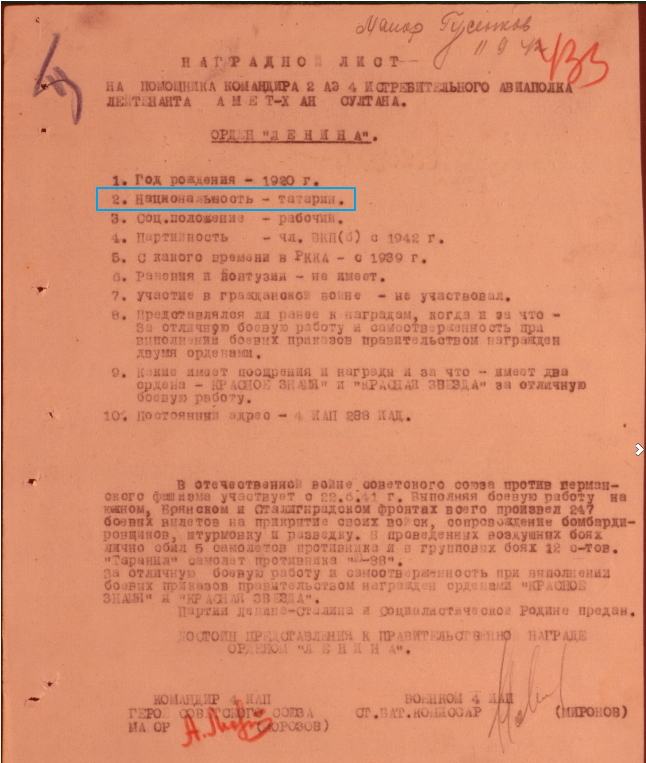 Майор Гусенков
11 9 42
133
НАГРАДНОЙ ЛИСТ
НА ПОМОЩНИКА КОМАНДИРА 2 АЭ 4 ИСТРЕБИТЕЛЬНОГО АВИАПОЛКА
ЛЕЙТЕНАНТА АМЕТ-ХАН СУЛТАНА.
ОРДЕН "ЛЕНИНА".
1. Год рождения - 1920 г.
2. Национальность - татарин.
3. Соц.положение - рабочий.
4. Партийность - чл. ВКП(б) с 1942 г.
5. С какого времени в РККА - с 1939 г.
6. Ранения и контузии - не имеет.
7. Участие в гражданской войне - не участвовал.
8. Представлялся ли ранее к наградам, когда и за что -
За отличную боевую работу и самоотверженность при
выполнении боевых приказов правительством награжден
двумя орденами.
9. Какие имеет поощрения и награды и за что - имеет два
ордена - КРАСНОЕ ЗНАМЯ" и "КРАСНАЯ ЗВЕЗДА" за отличную
боевую работу.
10. Постоянный адрес - 4 ИАП 288 ИАД.
В отечественной войне советского союза против герман-
ского фашизма участвует с 22.6.41 г. Выполняя боевую работу на
южном, Брянском и Сталинградском фронтах всего произвел 247
боевых вылетов на прикрытие своих войск, сопровождение бомбарди-
ровщиков, штурмовку и разведку. В проведенных воздушных боях
лично сбил 5 самолетов противника и в групповых боях 12 с-тов.
"Таранил" самолет противника "Ю-88".
За отличную боевую работу и самоотверженность при выполнении
боевых приказов правительством награжден орденами "КРАСНОЕ
ЗНАМЯ" и "КРАСНАЯ ЗВЕЗДА".
Партии Ленина-Сталина и Социалистической Родине предан.
ДОСТОИН ПРЕДСТАВЛЕНИЯ К ПРАВИТЕЛЬСТВЕННО НАГРАДЕ
ОРДЕНОМ "ЛЕНИНА".
КОМАНДИР 4 ИАП
ГЕРОЙ СОВЕТСКОГО СОЮЗА
МАЙОР (МОРОЗОВ)
ВОЕНКОМ 4 ИАП
СТ.БАТ.КОМИССАР (МИРОНОВ)